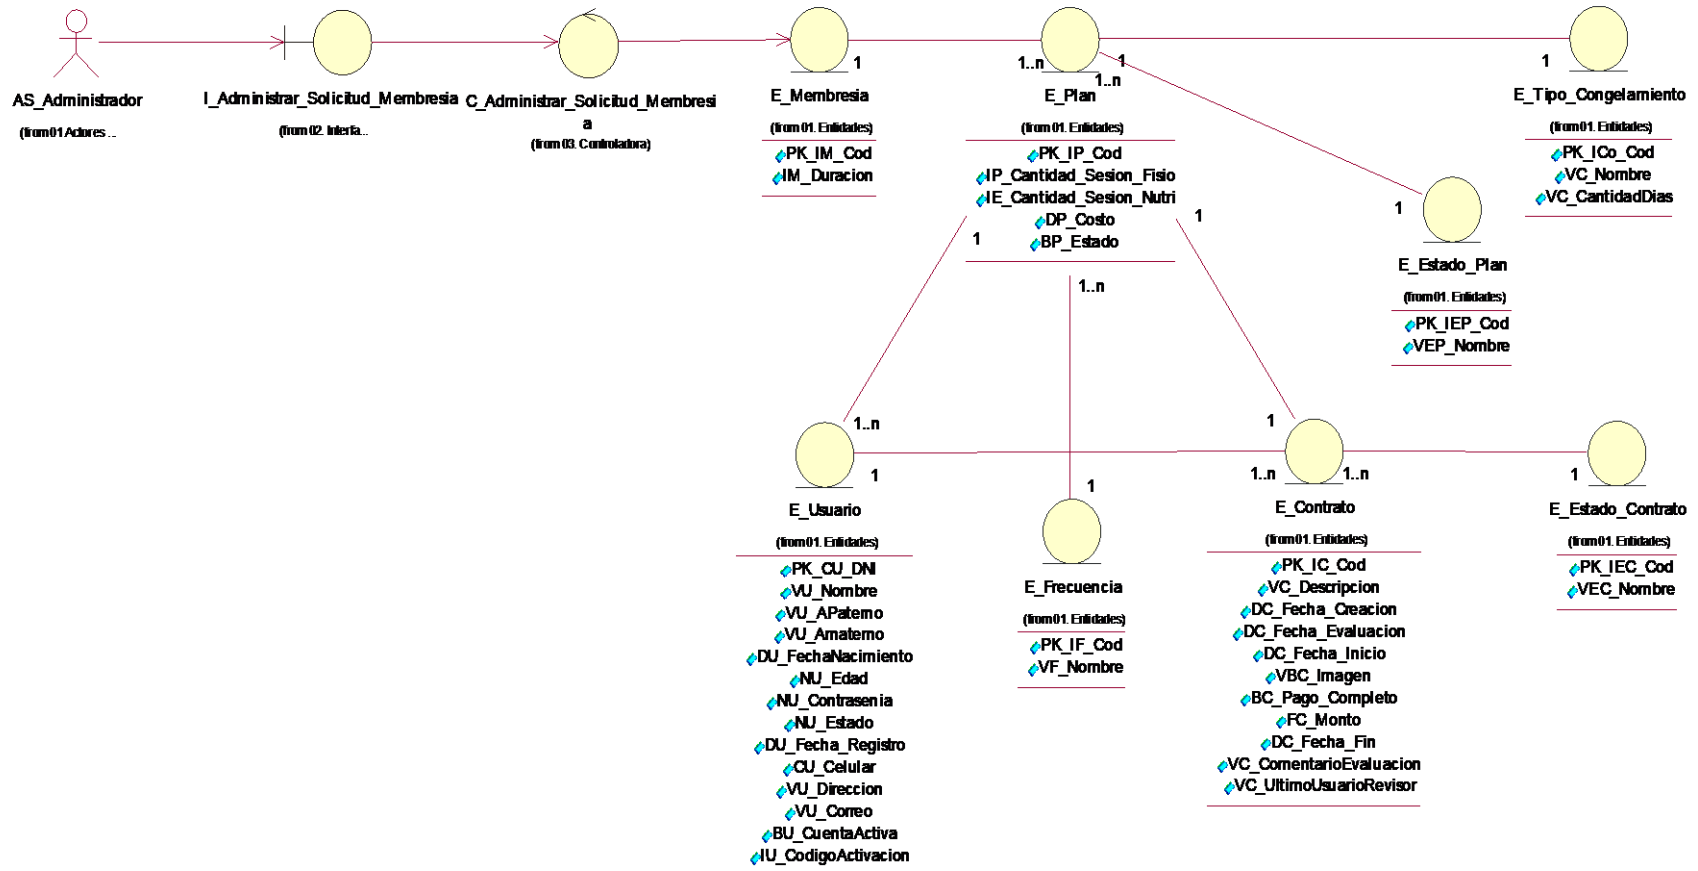 AS_Administrador
(from 01 Actores ...
I_Administrar_Solicitud_Membresia
(from 02. Interfa...
C_Administrar_Solicitud_Membresi
a
(from 03. Controladora)
1
E_Membresia
(from 01. Entidades)
PK_IM_Cod
IM_Duracion
1..n
1
1..n
E_Plan
(from 01. Entidades)
PK_IP_Cod
IP_Cantidad_Sesion_Fisio
IE_Cantidad_Sesion_Nutri
DP_Costo
BP_Estado
1
E_Tipo_Congelamiento
(from 01. Entidades)
PK_ICo_Cod
VC_Nombre
VC_CantidadDias
1
E_Estado_Plan
(from 01. Entidades)
PK_IEP_Cod
VEP_Nombre
1
1
1..n
1..n
1
E_Usuario
(from 01. Entidades)
PK_CU_DNI
VU_Nombre
VU_APaterno
VU_Amaterno
DU_FechaNacimiento
NU_Edad
NU_Contrasenia
NU_Estado
DU_Fecha_Registro
CU_Celular
VU_Direccion
VU_Correo
BU_CuentaActiva
IU_CodigoActivacion
1
E_Frecuencia
(from 01. Entidades)
PK_IF_Cod
VF_Nombre
1
1..n
1..n
E_Contrato
(from 01. Entidades)
PK_IC_Cod
VC_Descripcion
DC_Fecha_Creacion
DC_Fecha_Evaluacion
DC_Fecha_Inicio
VBC_Imagen
BC_Pago_Completo
FC_Monto
DC_Fecha_Fin
VC_ComentarioEvaluacion
VC_UltimoUsuarioRevisor
1
E_Estado_Contrato
(from 01. Entidades)
PK_IEC_Cod
VEC_Nombre